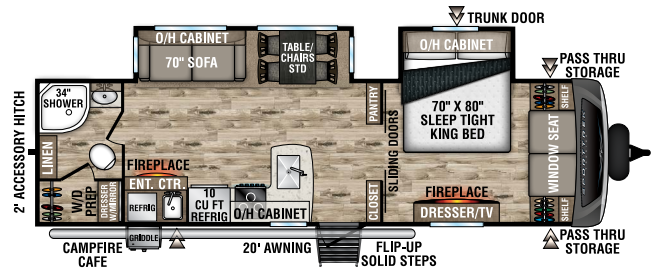 TRUNK DOOR
O/H CABINET
70" SOFA
TABLE/
CHAIRS
STD
O/H CABINET
PASS THRU
STORAGE
34"
SHOWER
PANTRY
SLIDING DOORS
70" X 80"
SLEEP TIGHT
KING BED
SHELF
WINDOW SEAT
SPORTTREK
2' ACCESSORY HITCH
LINEN
FIREPLACE
ENT. CTR.
W/D
PREP
DRESSER
W/MIRROR
REFRIG
10
CU FT
REFRIG
O/H CABINET
CLOSET
FIREPLACE
DRESSER/TV
SHELF
GRIDDLE
CAMPFIRE
CAFE
20' AWNING
FLIP-UP
SOLID STEPS
PASS THRU
STORAGE